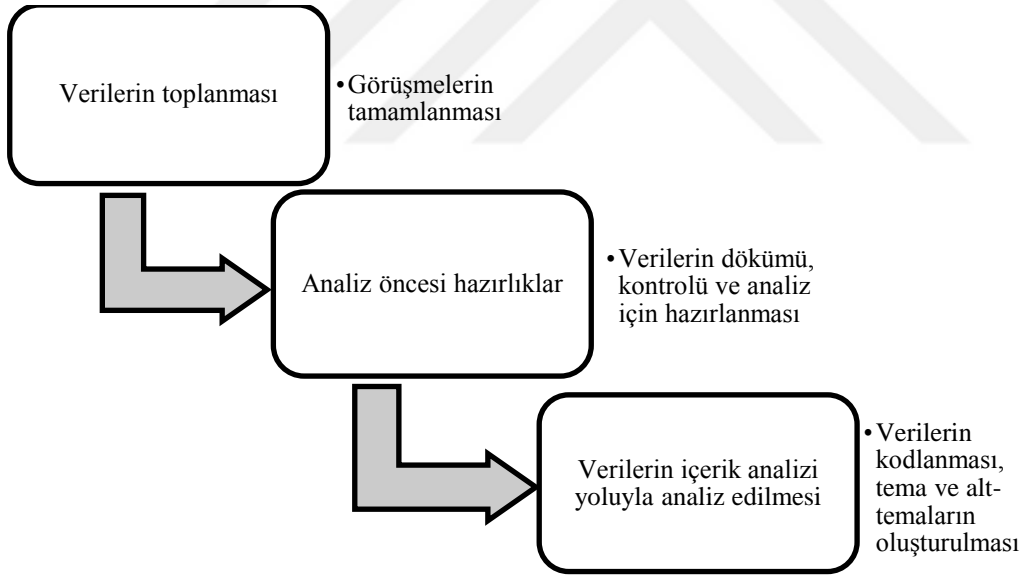 Verilerin toplanması
•Görüşmelerin
tamamlanması
Analiz öncesi hazırlıklar
•Verilerin dökümü,
kontrolü ve analiz
için hazırlanması
Verilerin içerik analizi
yoluyla analiz edilmesi
•Verilerin
kodlanması,
tema ve alt-
temaların
oluşturulması